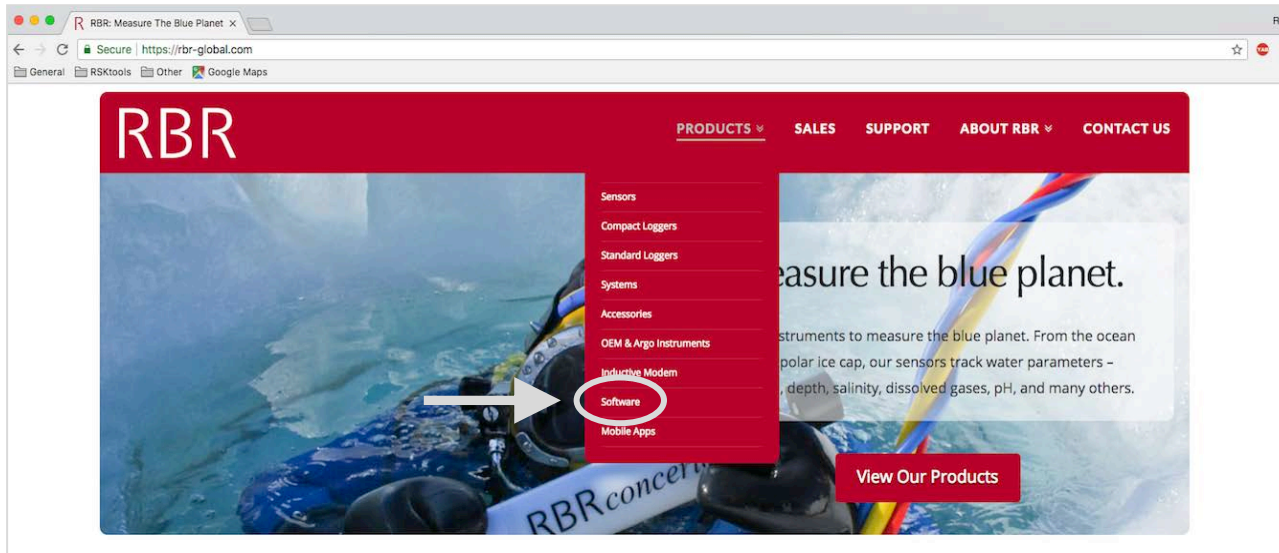 RBR: Measure The Blue Planet
Secure https://rbr-global.com
General RSKtools Other Google Maps
RBR PRODUCTS SALES SUPPORT ABOUT RBR CONTACT US
Sensors
Compact Loggers
Standard Loggers
Systems
Accessories
OEM & Argo Instruments
Inductive Modem
Software
Mobile Apps
easure the blue planet.
struments to measure the blue planet. From the ocean
polar ice cap, our sensors track water parameters –
, depth, salinity, dissolved gases, pH, and many others.
View Our Products
RBRconcert